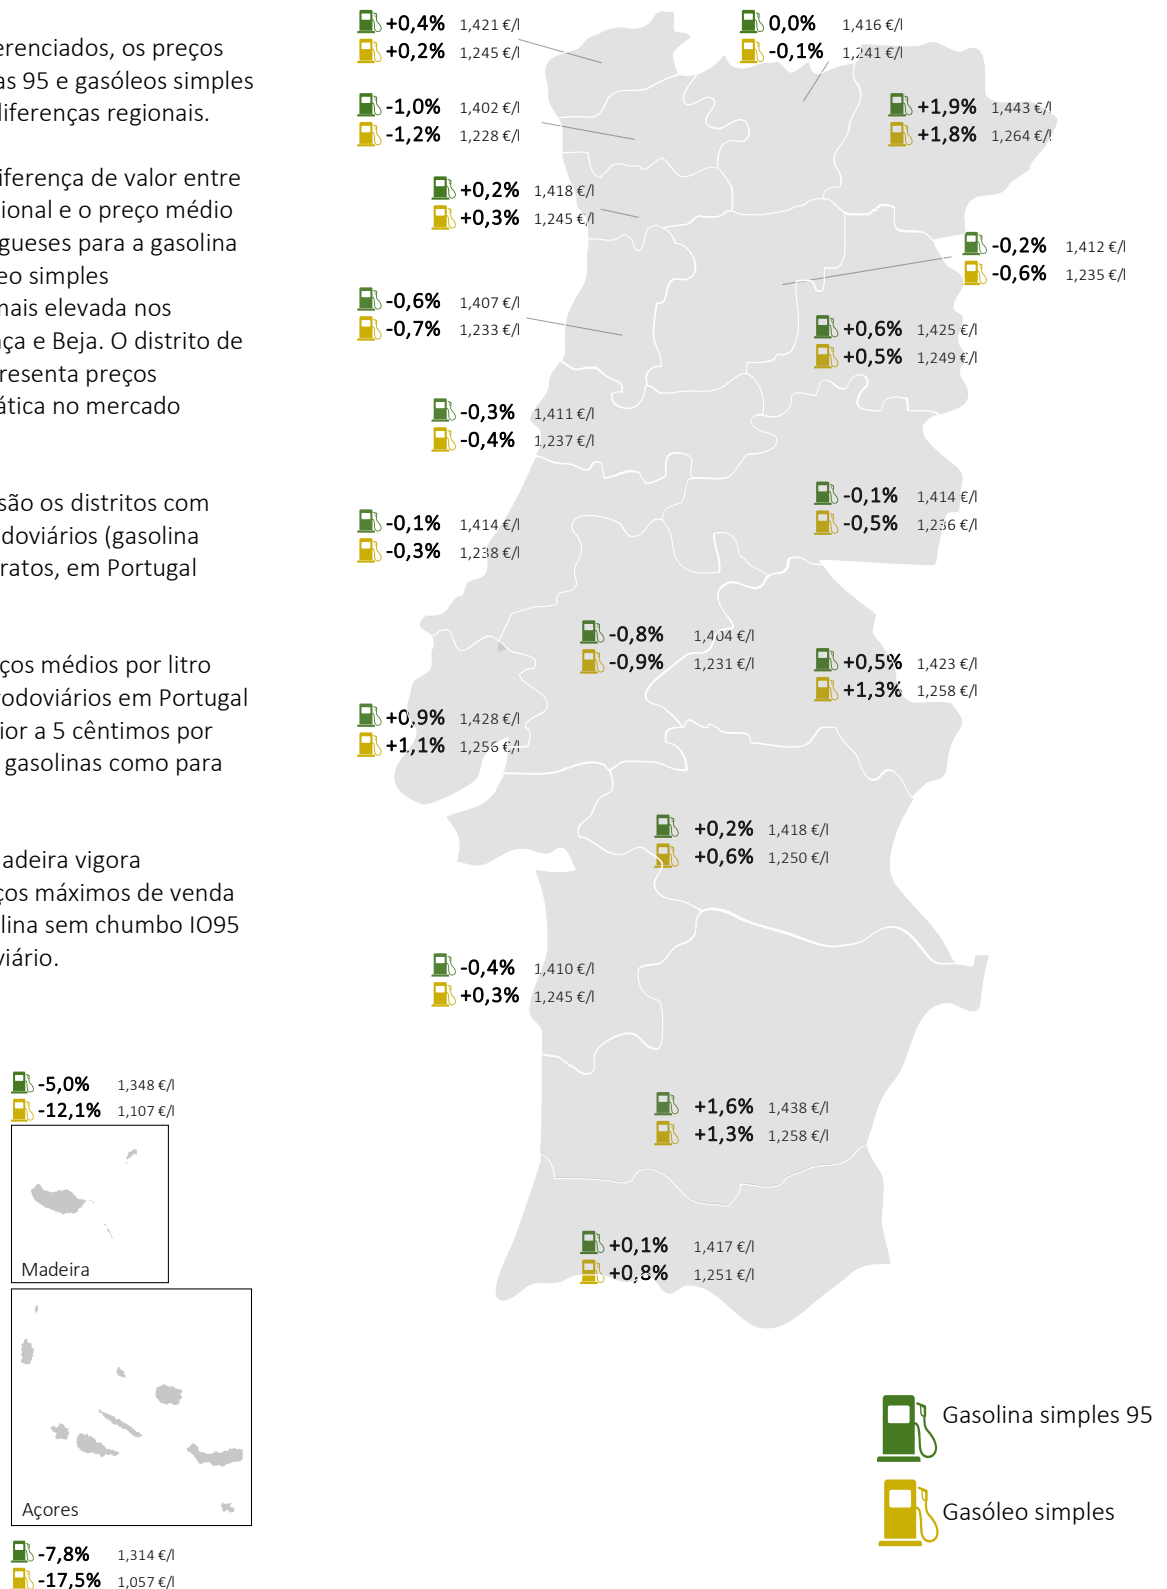 erenciados, os preços
as 95 e gasóleos simples
diferenças regionais.
iferença de valor entre
ional e o preço médio
gueses para a gasolina
eo simples
nais elevada nos
nça e Beja. O distrito de
presenta preços
ática no mercado
são os distritos com
doviários (gasolina
ratos, em Portugal
ços médios por litro
rodoviários em Portugal
rior a 5 cêntimos por
gasolinas como para
adeira vigora
ços máximos de venda
lina sem chumbo IO95
viário.
+0,4% 1,421 €/l
+0,2% 1,245 €/l
0,0% 1,416 €/l
-0,1% 1,241 €/l
-1,0% 1,402 €/l
-1,2% 1,228 €/l
+1,9% 1,443 €/l
+1,8% 1,264 €/l
+0,2% 1,418 €/l
+0,3% 1,245 €/l
-0,2% 1,412 €/l
-0,6% 1,235 €/l
-0,6% 1,407 €/l
-0,7% 1,233 €/l
+0,6% 1,425 €/l
+0,5% 1,249 €/l
-0,3% 1,411 €/l
-0,4% 1,237 €/l
-0,1% 1,414 €/l
-0,5% 1,236 €/l
-0,1% 1,414 €/l
-0,3% 1,238 €/l
-0,8% 1,404 €/l
-0,9% 1,231 €/l
+0,5% 1,423 €/l
+1,3% 1,258 €/l
+0,9% 1,428 €/l
+1,1% 1,256 €/l
+0,2% 1,418 €/l
+0,6% 1,250 €/l
-0,4% 1,410 €/l
+0,3% 1,245 €/l
+1,6% 1,438 €/l
+1,3% 1,258 €/l
+0,1% 1,417 €/l
+0,8% 1,251 €/l
-5,0% 1,348 €/l
-12,1% 1,107 €/l
Madeira
Açores
-7,8% 1,314 €/l
-17,5% 1,057 €/l
Gasolina simples 95
Gasóleo simples